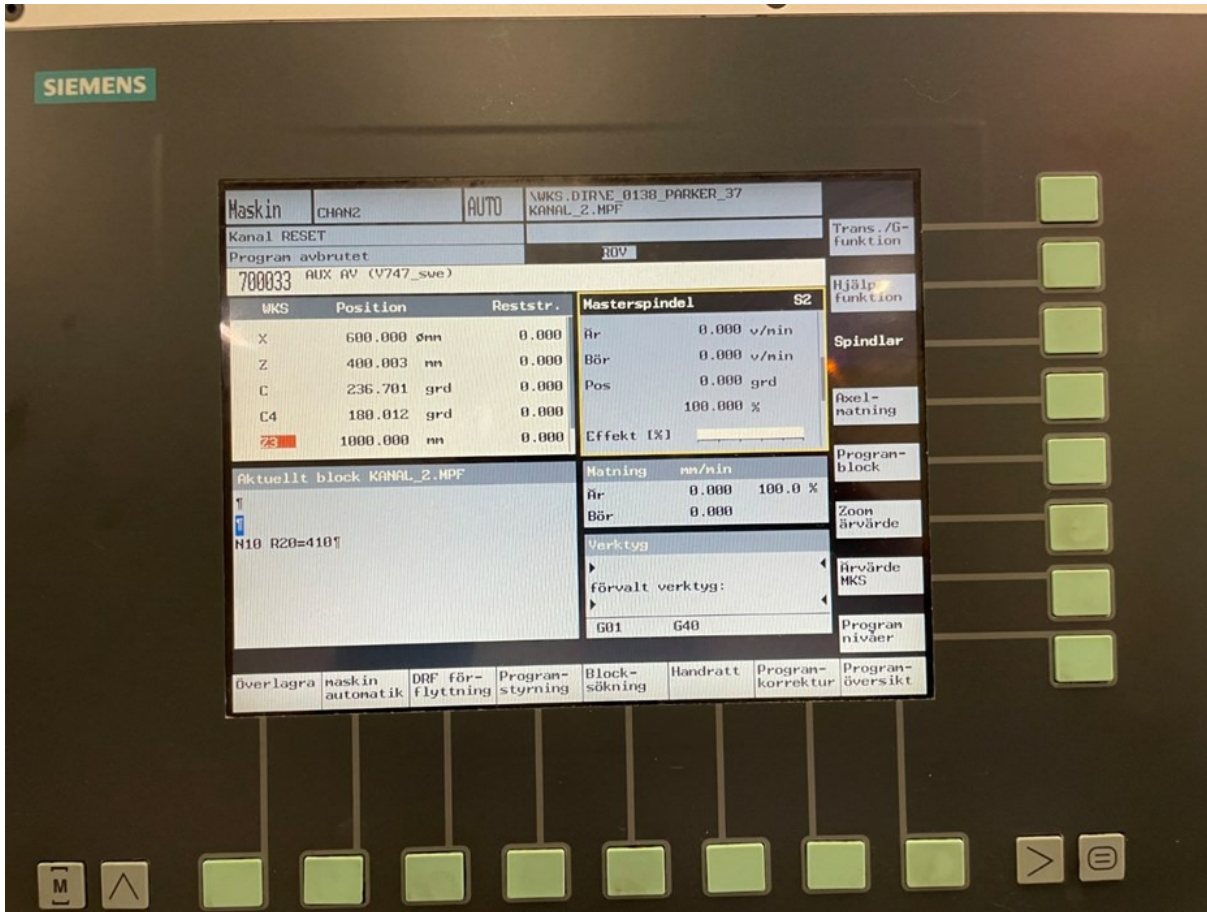 SIEMENS
Maskin
CHAN2
AUTO
\WKS.DIR\E_0138_PARKER_37
KANAL_2.MPF
Kanal RESET
Program avbrutet
ROV
700033 AUX AV (V747_swe)
WKS Position Reststr.
X 600.000 Ømm 0.000
Z 400.003 mm 0.000
C 236.701 grd 0.000
C4 180.012 grd 0.000
Z3 1000.000 mm 0.000
Masterspindel S2
Är 0.000 v/min
Bör 0.000 v/min
Pos 0.000 grd
100.000 %
Effekt [%]
Aktuellt block KANAL_2.MPF
¶
¶
N10 R20=410¶
Matning mm/min
Är 0.000 100.0 %
Bör 0.000
Verktyg
förvalt verktyg:
G01 G40
Trans./G-
funktion
Hjälp
funktion
Spindlar
Axel-
matning
Program-
block
Zoom
ärvärde
Ärvärde
MKS
Program
nivåer
Överlagra
maskin
automatik
DRF för-
flyttning
Program-
styrning
Block-
sökning
Handratt
Program-
korrektur
Program-
översikt
M